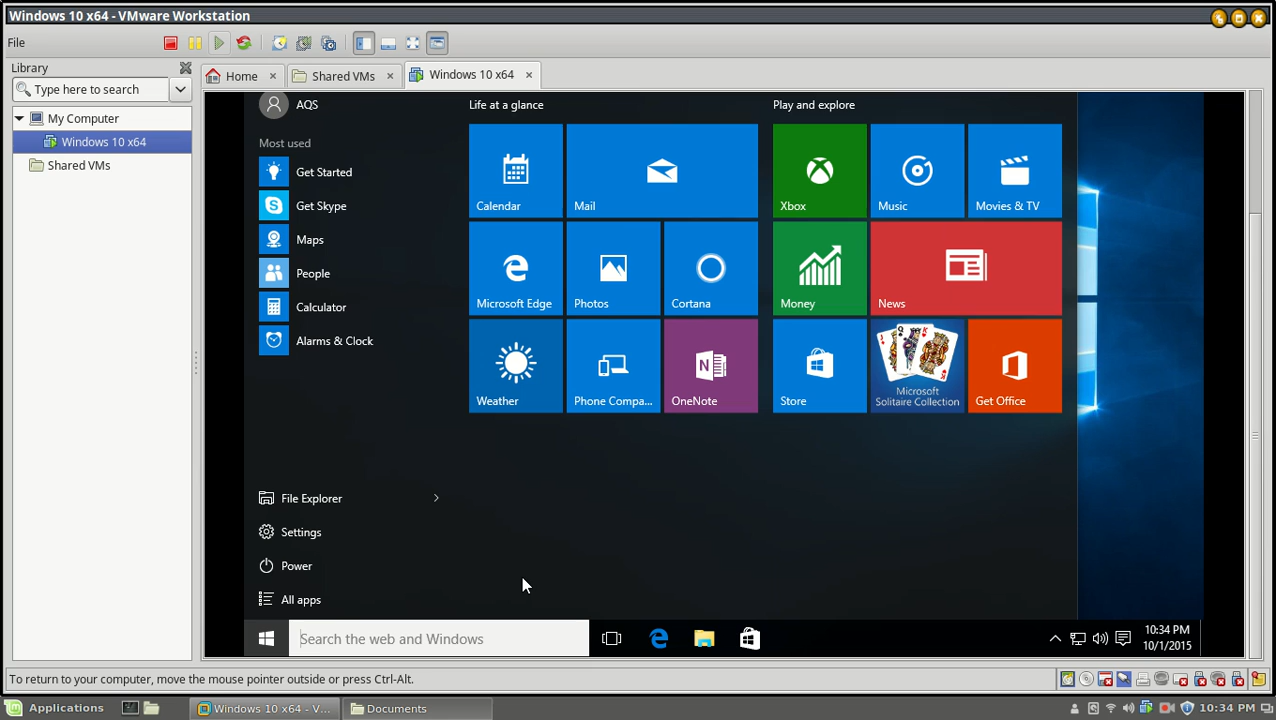 Windows 10 x64 - VMware Workstation
File
Library
Type here to search
My Computer
Windows 10 x64
Shared VMs
Home
Shared VMs
Windows 10 x64
AQS
Most used
Get Started
Get Skype
Maps
People
Calculator
Alarms & Clock
File Explorer
Settings
Power
All apps
Life at a glance
Calendar
Mail
Microsoft Edge
Photos
Cortana
Weather
Phone Compa...
OneNote
Play and explore
Xbox
Music
Movies & TV
Money
News
Store
Microsoft
Solitaire Collection
Get Office
Search the web and Windows
10:34 PM
10/1/2015
To return to your computer, move the mouse pointer outside or press Ctrl-Alt.
Applications
Windows 10 x64 - V...
Documents
10:34 PM